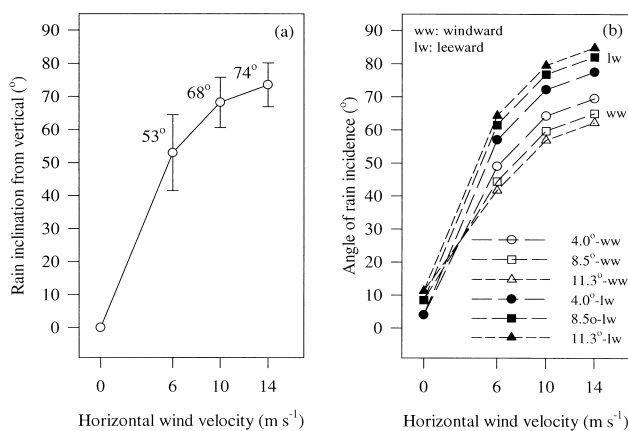 (a)
90
80
70
60
50
40
30
20
10
0
53°
68°
74°
Rain inclination from vertical (°)
0
6
10
14
Horizontal wind velocity (m s⁻¹)
(b)
ww: windward
lw: leeward
90
80
70
60
50
40
30
20
10
0
lw
ww
Angle of rain incidence (°)
4.0°-ww
8.5°-ww
11.3°-ww
4.0°-lw
8.5o-lw
11.3°-lw
0
6
10
14
Horizontal wind velocity (m s⁻¹)